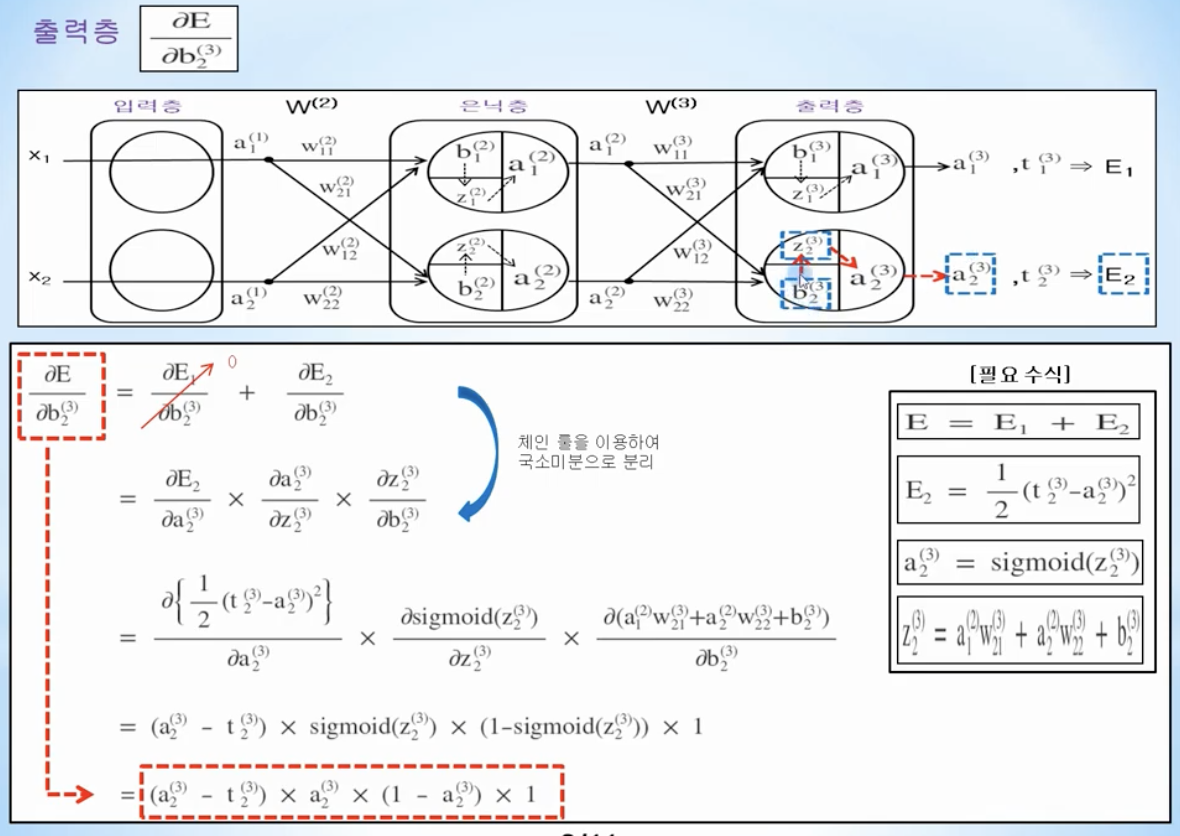 출력층 ∂E/∂b₂⁽³⁾
입력층 W⁽²⁾ 은닉층 W⁽³⁾ 출력층
x₁ a₁⁽¹⁾ w₁₁⁽²⁾ b₁⁽²⁾ z₁⁽²⁾ a₁⁽²⁾ a₁⁽²⁾ w₁₁⁽³⁾ b₁⁽³⁾ z₁⁽³⁾ a₁⁽³⁾ a₁⁽³⁾ ,t₁⁽³⁾ ⇒ E₁
w₂₁⁽²⁾ w₂₁⁽³⁾
w₁₂⁽²⁾ w₁₂⁽³⁾
x₂ a₂⁽¹⁾ w₂₂⁽²⁾ z₂⁽²⁾ b₂⁽²⁾ a₂⁽²⁾ a₂⁽²⁾ w₂₂⁽³⁾ z₂⁽³⁾ b₂⁽³ a₂⁽³⁾ a₂⁽³⁾ ,t₂⁽³⁾ ⇒ E₂
∂E/∂b₂⁽³⁾ = ∂E₁/∂b₂⁽³⁾ 0 + ∂E₂/∂b₂⁽³⁾
체인 룰을 이용하여
국소미분으로 분리
= ∂E₂/∂a₂⁽³⁾ × ∂a₂⁽³⁾/∂z₂⁽³⁾ × ∂z₂⁽³⁾/∂b₂⁽³⁾
= ∂{1/2(t₂⁽³⁾–a₂⁽³⁾)²}/∂a₂⁽³⁾ × ∂sigmoid(z₂⁽³⁾)/∂z₂⁽³⁾ × ∂(a₁⁽²⁾w₂₁⁽³⁾+a₂⁽²⁾w₂₂⁽³⁾+b₂⁽³⁾)/∂b₂⁽³⁾
= (a₂⁽³⁾ – t₂⁽³⁾) × sigmoid(z₂⁽³⁾) × (1–sigmoid(z₂⁽³⁾)) × 1
= (a₂⁽³⁾ – t₂⁽³⁾) × a₂⁽³⁾ × (1 – a₂⁽³⁾) × 1
[필요 수식]
E = E₁ + E₂
E₂ = 1/2(t₂⁽³⁾–a₂⁽³⁾)²
a₂⁽³⁾ = sigmoid(z₂⁽³⁾)
z₂⁽³⁾ = a₁⁽²⁾w₂₁⁽³⁾ + a₂⁽²⁾w₂₂⁽³⁾ + b₂⁽³⁾